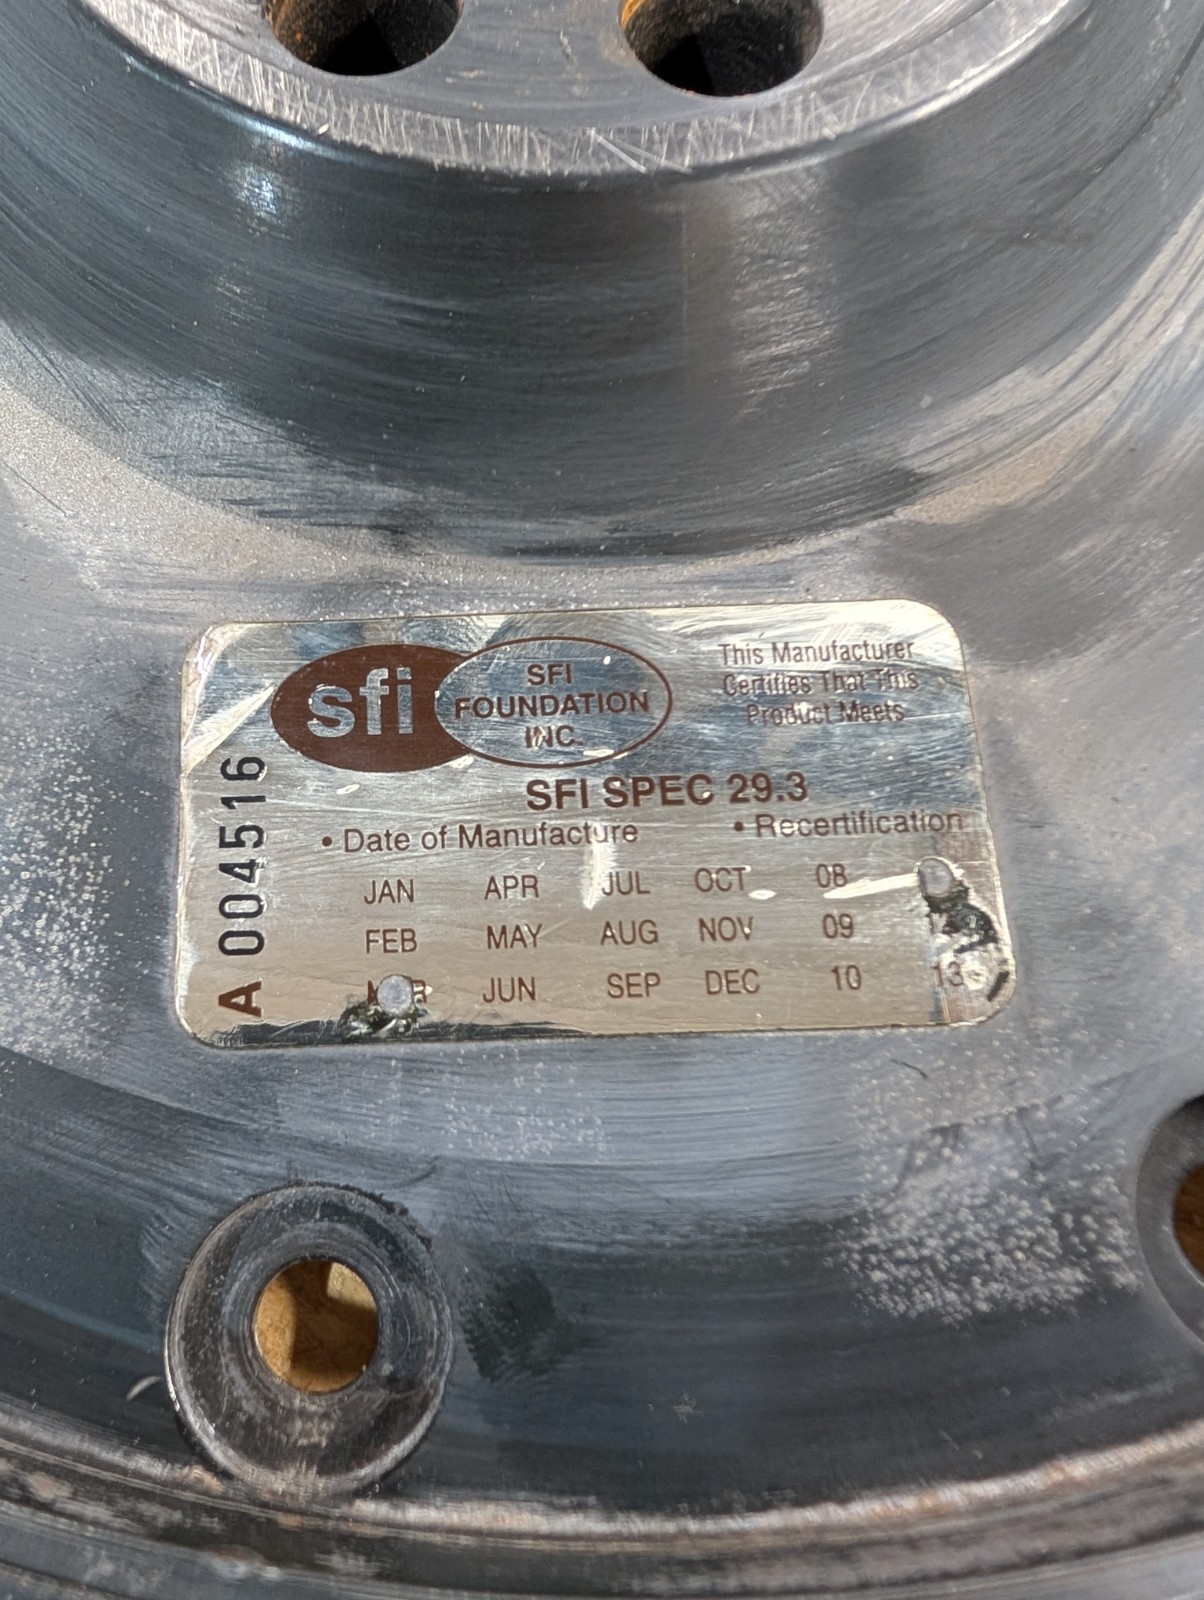 sfi
SFI
FOUNDATION
INC.
This Manufacturer
Certifies That This
Product Meets
SFI SPEC 29.3
• Date of Manufacture • Recertification
JAN APR JUL OCT 08
FEB MAY AUG NOV 09
JUN SEP DEC 10 13
A 004516